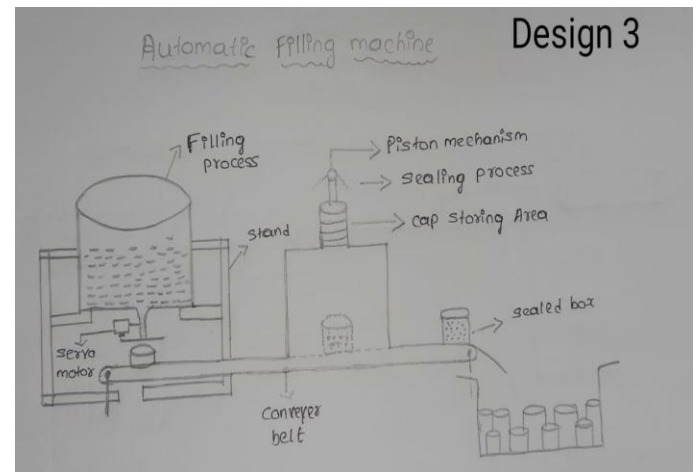 Automatic Filling machine
Design 3
Filling
process
Piston mechanism
sealing process
cap storing Area
stand
sealed box
servo
motor
conveyer
belt